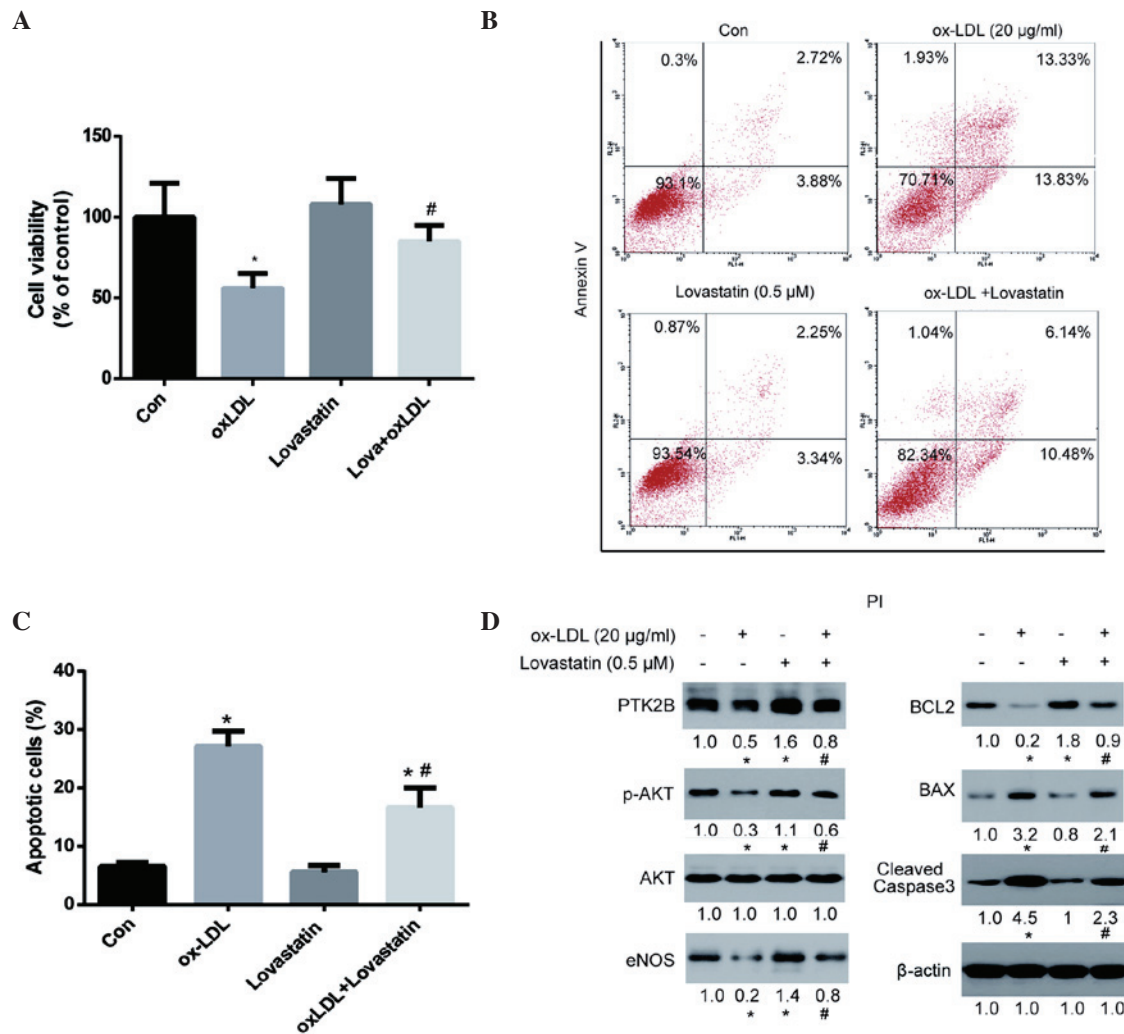 A
Cell viability
(% of control)
150
100
50
0
*
#
Con
oxLDL
Lovastatin
Lova+oxLDL
B
Con
ox-LDL (20 µg/ml)
0.3%
2.72%
93.1%
3.88%
1.93%
13.33%
70.71%
13.83%
Annexin V
FL2-H
FL1-H
Lovastatin (0.5 µM)
ox-LDL +Lovastatin
0.87%
2.25%
93.54%
3.34%
1.04%
6.14%
82.34%
10.48%
FL1-H
PI
C
Apoptotic cells (%)
40
30
20
10
0
*
* #
Con
ox-LDL
Lovastatin
oxLDL+Lovastatin
D
ox-LDL (20 µg/ml) - + - +
Lovastatin (0.5 µM) - - + +
PTK2B
1.0 0.5 1.6 0.8
* * #
p-AKT
1.0 0.3 1.1 0.6
* * #
AKT
1.0 1.0 1.0 1.0
eNOS
1.0 0.2 1.4 0.8
* * #
- + - +
- - + +
BCL2
1.0 0.2 1.8 0.9
* * #
BAX
1.0 3.2 0.8 2.1
* #
Cleaved
Caspase3
1.0 4.5 1 2.3
* #
β-actin
1.0 1.0 1.0 1.0